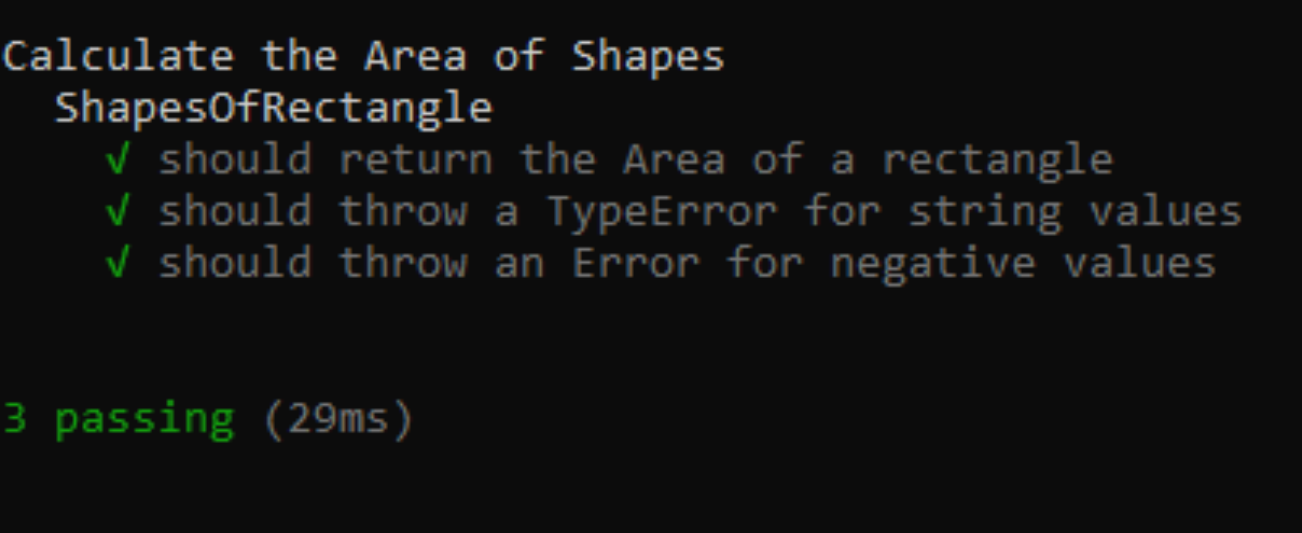 Calculate the Area of Shapes
ShapesOfRectangle
√ should return the Area of a rectangle
√ should throw a TypeError for string values
√ should throw an Error for negative values
3 passing (29ms)